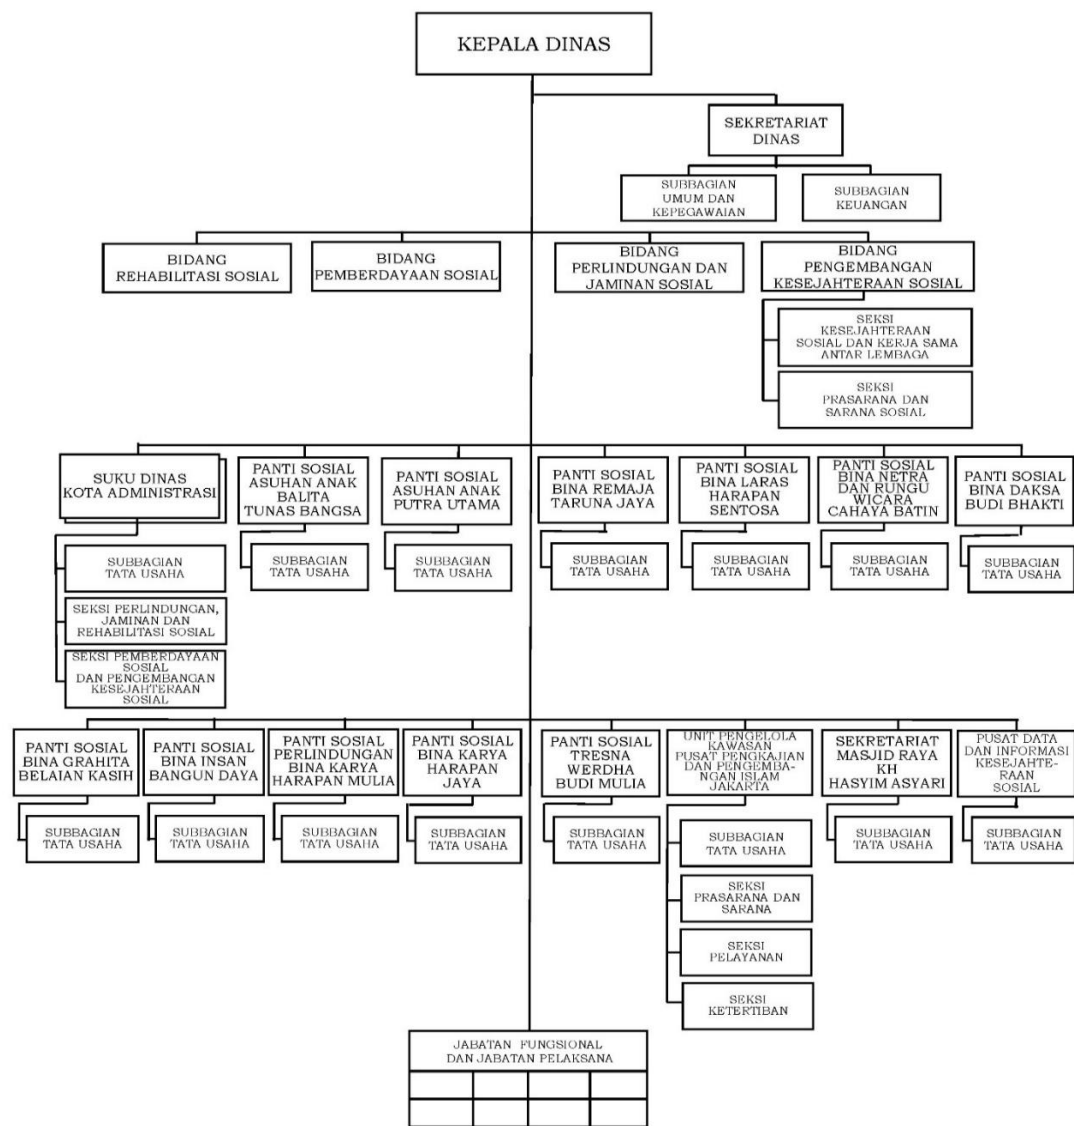 KEPALA DINAS
SEKRETARIAT
DINAS
SUBBAGIAN
UMUM DAN
KEPEGAWAIAN
SUBBAGIAN
KEUANGAN
BIDANG
REHABILITASI SOSIAL
BIDANG
PEMBERDAYAAN SOSIAL
BIDANG
PERLINDUNGAN DAN
JAMINAN SOSIAL
BIDANG
PENGEMBANGAN
KESEJAHTERAAN SOSIAL
SEKSI
KESEJAHTERAAN
SOSIAL DAN KERJA SAMA
ANTAR LEMBAGA
SEKSI
PRASARANA DAN
SARANA SOSIAL
SUKU DINAS
KOTA ADMINISTRASI
PANTI SOSIAL
ASUHAN ANAK
BALITA
TUNAS BANGSA
PANTI SOSIAL
ASUHAN ANAK
PUTRA UTAMA
PANTI SOSIAL
BINA REMAJA
TARUNA JAYA
PANTI SOSIAL
BINA LARAS
HARAPAN
SENTOSA
PANTI SOSIAL
BINA NETRA
DAN RUNGU
WICARA
CAHAYA BATIN
PANTI SOSIAL
BINA DAKSA
BUDI BHAKTI
SUBBAGIAN
TATA USAHA
SUBBAGIAN
TATA USAHA
SUBBAGIAN
TATA USAHA
SUBBAGIAN
TATA USAHA
SUBBAGIAN
TATA USAHA
SUBBAGIAN
TATA USAHA
SUBBAGIAN
TATA USAHA
SEKSI PERLINDUNGAN,
JAMINAN DAN
REHABILITASI SOSIAL
SEKSI PEMBERDAYAAN
SOSIAL
DAN PENGEMBANGAN
KESEJAHTERAAN
SOSIAL
PANTI SOSIAL
BINA GRAHITA
BELAIAN KASIH
PANTI SOSIAL
BINA INSAN
BANGUN DAYA
PANTI SOSIAL
PERLINDUNGAN
BINA KARYA
HARAPAN MULIA
PANTI SOSIAL
BINA KARYA
HARAPAN
JAYA
PANTI SOSIAL
TRESNA
WERDHA
BUDI MULIA
UNIT PENGELOLA
KAWASAN
PUSAT PENGKAJIAN
DAN PENGEMBA-
NGAN ISLAM
JAKARTA
SEKRETARIAT
MASJID RAYA
KH
HASYIM ASYARI
PUSAT DATA
DAN INFORMASI
KESEJAHTE-
RAAN
SOSIAL
SUBBAGIAN
TATA USAHA
SUBBAGIAN
TATA USAHA
SUBBAGIAN
TATA USAHA
SUBBAGIAN
TATA USAHA
SUBBAGIAN
TATA USAHA
SUBBAGIAN
TATA USAHA
SUBBAGIAN
TATA USAHA
SUBBAGIAN
TATA USAHA
SEKSI
PRASARANA DAN
SARANA
SEKSI
PELAYANAN
SEKSI
KETERTIBAN
JABATAN FUNGSIONAL
DAN JABATAN PELAKSANA